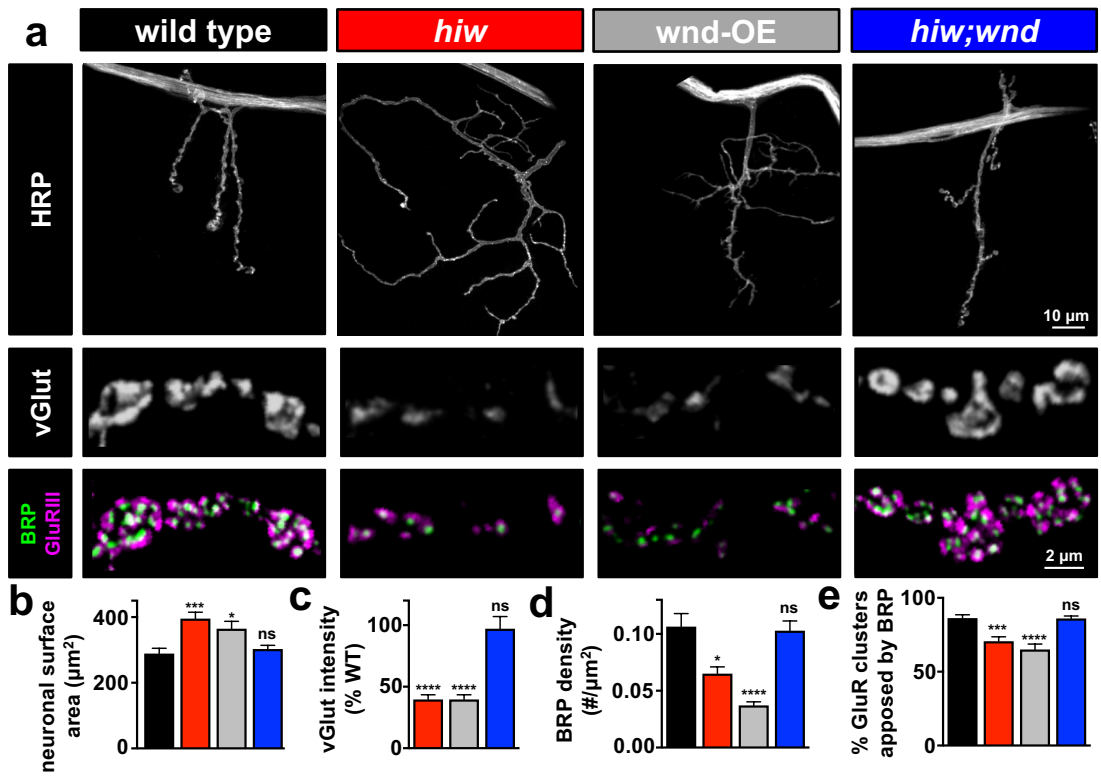 a
wild type
hiw
wnd-OE
hiw;wnd
HRP
10 µm
vGlut
BRP
GluRIII
2 µm
b
neuronal surface
area (µm²)
400
200
0
***
*
ns
c
vGlut intensity
(% WT)
100
50
0
****
****
ns
d
BRP density
(#/µm²)
0.10
0.05
0.00
*
****
ns
e
% GluR clusters
apposed by BRP
100
50
0
***
****
ns